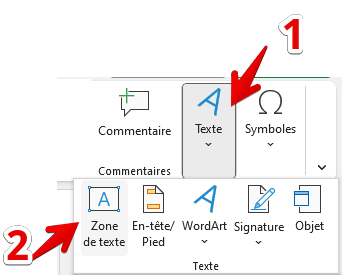 1
Commentaire
Texte
Symboles
Commentaires
2
A
Zone
de texte
En-tête/
Pied
WordArt
Signature
Objet
Texte